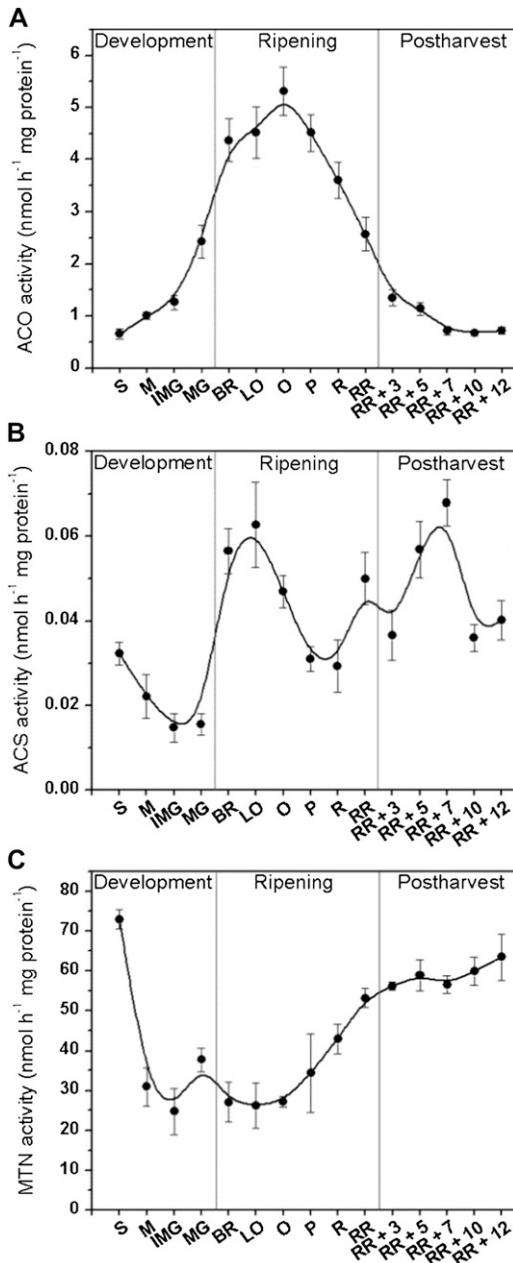 A
Development Ripening Postharvest
ACO activity (nmol h⁻¹ mg protein⁻¹)
6
5
4
3
2
1
0
S M IMG MG BR LO O P R RR RR + 3 RR + 5 RR + 7 RR + 10 RR + 12
B
Development Ripening Postharvest
ACS activity (nmol h⁻¹ mg protein⁻¹)
0.08
0.06
0.04
0.02
0.00
S M IMG MG BR LO O P R RR RR + 3 RR + 5 RR + 7 RR + 10 RR + 12
C
Development Ripening Postharvest
MTN activity (nmol h⁻¹ mg protein⁻¹)
80
70
60
50
40
30
20
10
0
S M IMG MG BR LO O P R RR RR + 3 RR + 5 RR + 7 RR + 10 RR + 12